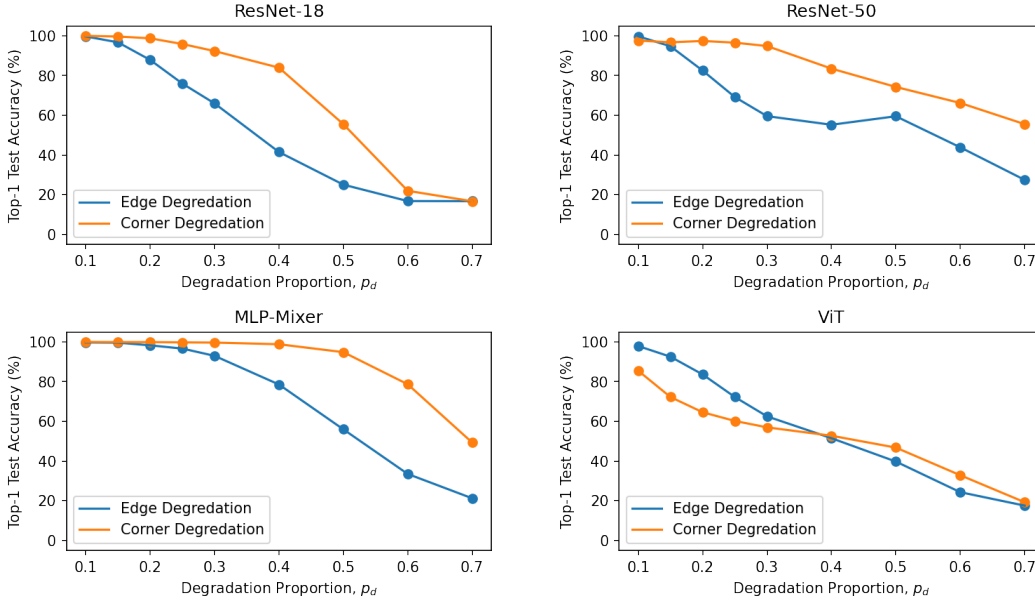 ResNet-18
Top-1 Test Accuracy (%)
100
80
60
40
20
0
Edge Degredation
Corner Degredation
0.1 0.2 0.3 0.4 0.5 0.6 0.7
Degradation Proportion, p_d
ResNet-50
Top-1 Test Accuracy (%)
100
80
60
40
20
0
Edge Degredation
Corner Degredation
0.1 0.2 0.3 0.4 0.5 0.6 0.7
Degradation Proportion, p_d
MLP-Mixer
Top-1 Test Accuracy (%)
100
80
60
40
20
0
Edge Degredation
Corner Degredation
0.1 0.2 0.3 0.4 0.5 0.6 0.7
Degradation Proportion, p_d
ViT
Top-1 Test Accuracy (%)
100
80
60
40
20
0
Edge Degredation
Corner Degredation
0.1 0.2 0.3 0.4 0.5 0.6 0.7
Degradation Proportion, p_d